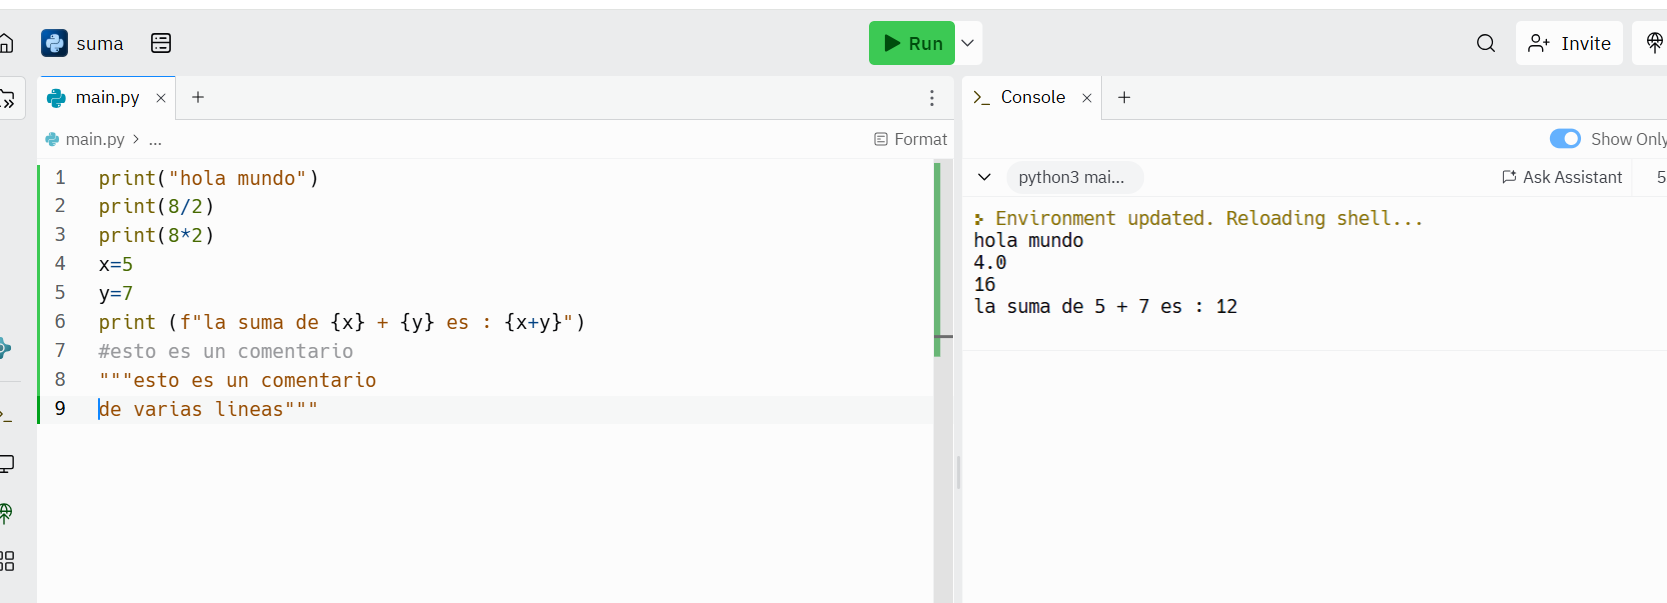 suma
Run
Invite
main.py
Console
main.py > ...
Format
Show Only
1 print("hola mundo")
2 print(8/2)
3 print(8*2)
4 x=5
5 y=7
6 print (f"la suma de {x} + {y} es : {x+y}")
7 #esto es un comentario
8 """esto es un comentario
9 de varias lineas"""
python3 mai...
Ask Assistant
5
Environment updated. Reloading shell...
hola mundo
4.0
16
la suma de 5 + 7 es : 12